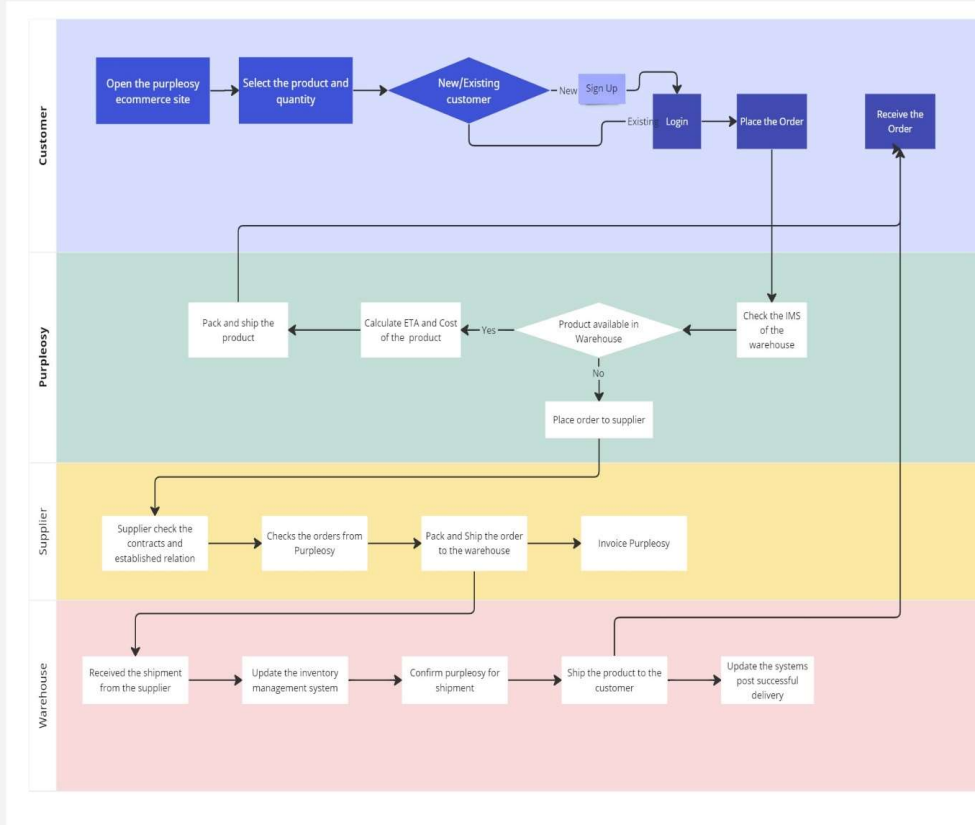 Customer
Open the purpleosy
ecommerce site
Select the product and
quantity
New/Existing
customer
New
Sign Up
Existing
Login
Place the Order
Receive the
Order
Purpleosy
Pack and ship the
product
Calculate ETA and Cost
of the product
Yes
Product available in
Warehouse
Check the IMS
of the
warehouse
No
Place order to supplier
Supplier
Supplier check the
contracts and
established relation
Checks the orders from
Purpleosy
Pack and Ship the order
to the warehouse
Invoice Purpleosy
Warehouse
Received the shipment
from the supplier
Update the inventory
management system
Confirm purpleosy for
shipment
Ship the product to the
customer
Update the systems
post successful
delivery